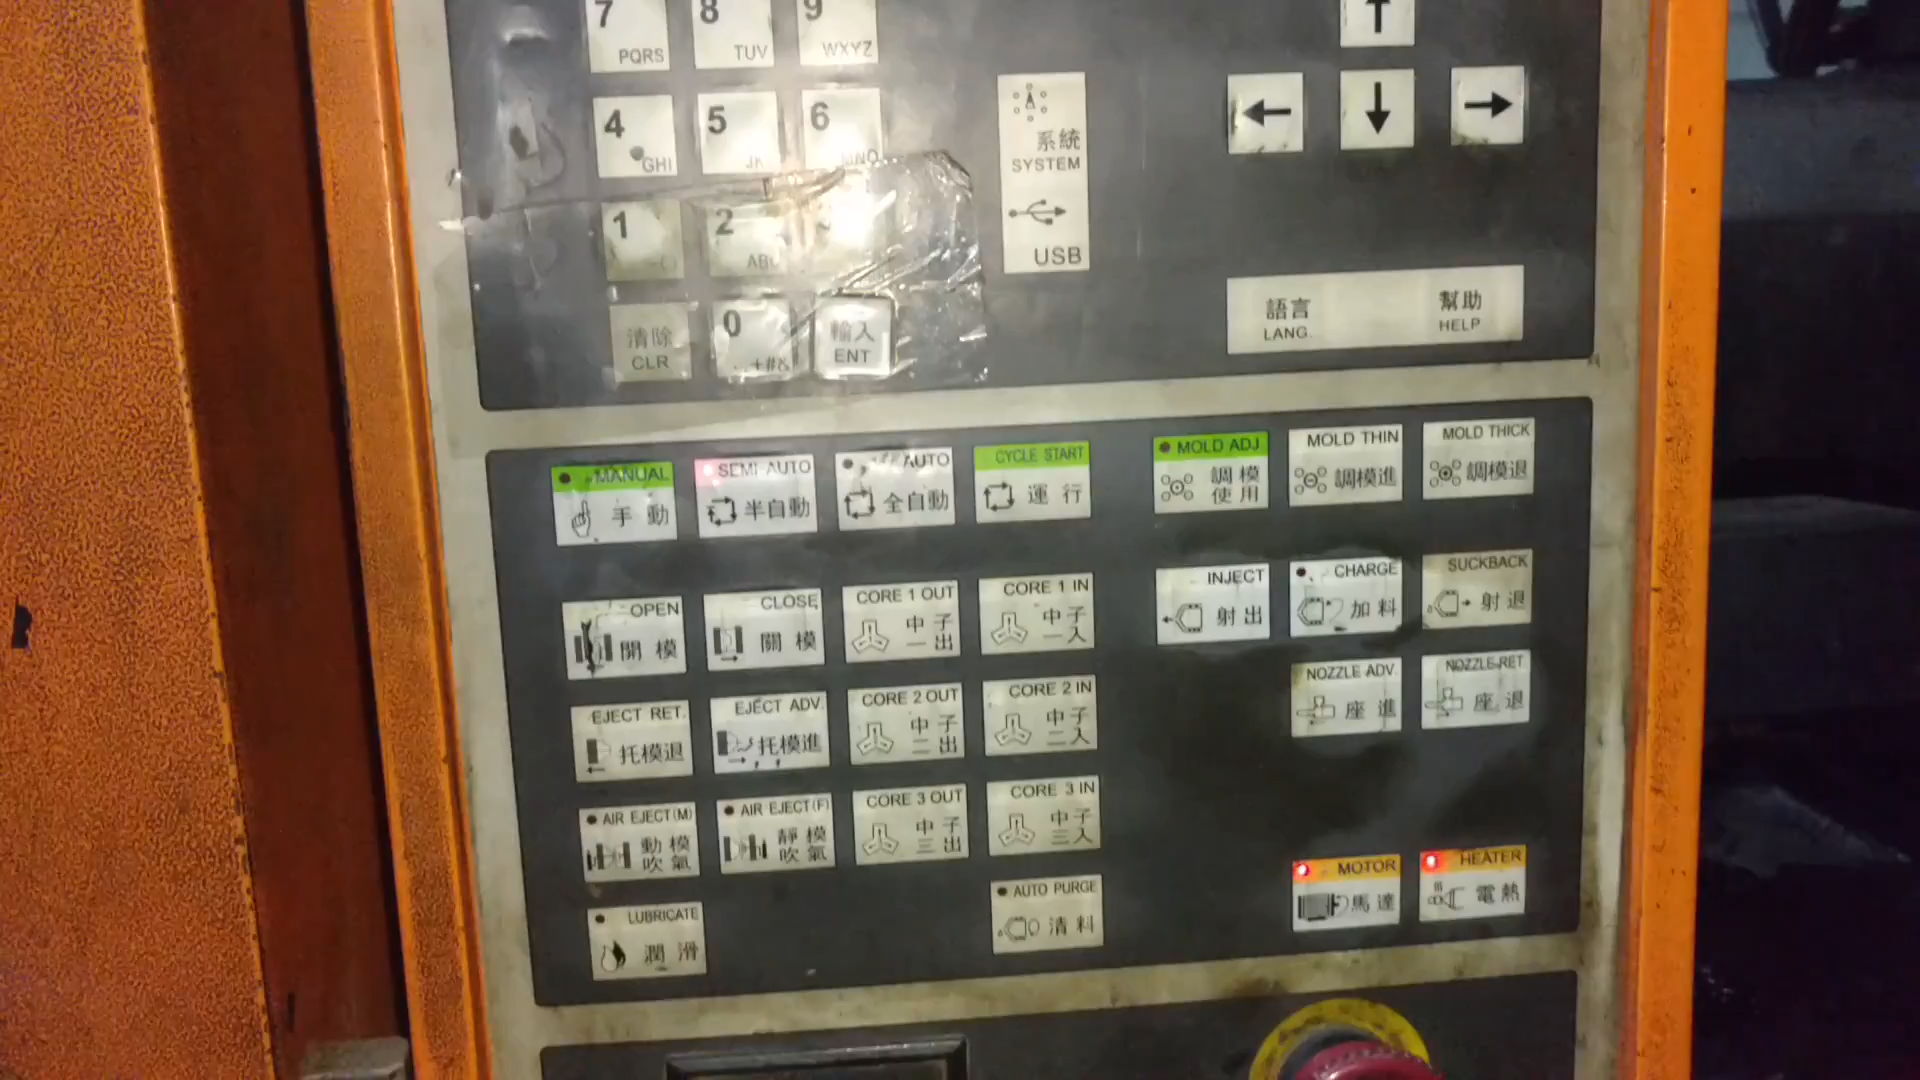 7
PQRS
8
TUV
9
WXYZ
4
GHI
5
JK
6
MNO
系統
SYSTEM
1
2
ABC
USB
清除
CLR
0
輸入
ENT
語言
LANG.
幫助
HELP
MANUAL
手動
SEMI-AUTO
半自動
AUTO
全自動
CYCLE START
運行
MOLD ADJ
調模
使用
MOLD THIN
調模進
MOLD THICK
調模退
OPEN
開模
CLOSE
關模
CORE 1 OUT
中子
一出
CORE 1 IN
中子
一入
INJECT
射出
CHARGE
加料
SUCKBACK
射退
EJECT RET.
托模退
EJECT ADV.
托模進
CORE 2 OUT
中子
二出
CORE 2 IN
中子
二入
NOZZLE ADV.
座進
NOZZLE RET
座退
AIR EJECT(M)
動模
吹氣
AIR EJECT(F)
靜模
吹氣
CORE 3 OUT
中子
三出
CORE 3 IN
中子
三入
LUBRICATE
潤滑
AUTO PURGE
清料
MOTOR
馬達
HEATER
電熱